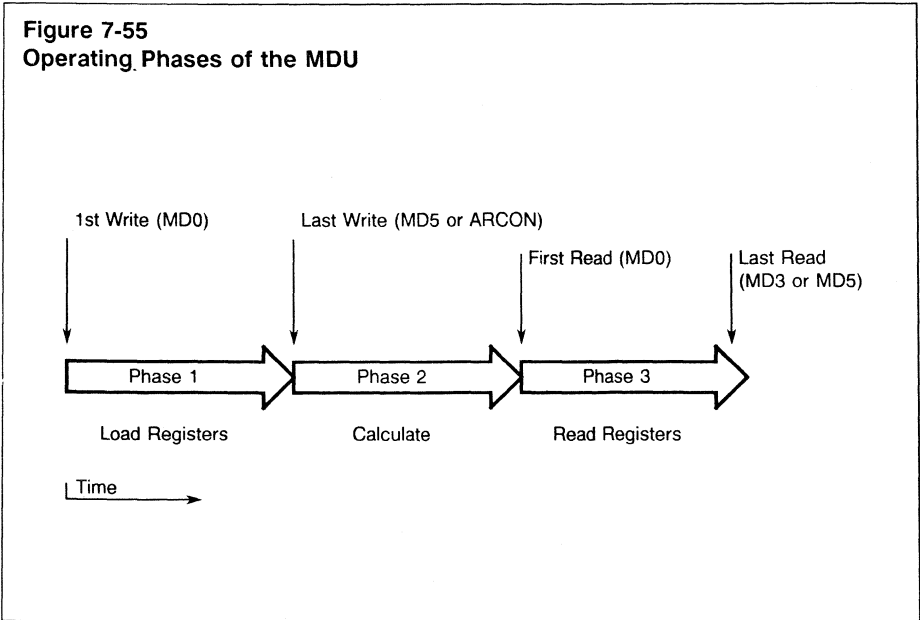 Figure 7-55
Operating Phases of the MDU
1st Write (MD0)
Last Write (MD5 or ARCON)
First Read (MD0)
Last Read
(MD3 or MD5)
Phase 1
Phase 2
Phase 3
Load Registers
Calculate
Read Registers
Time